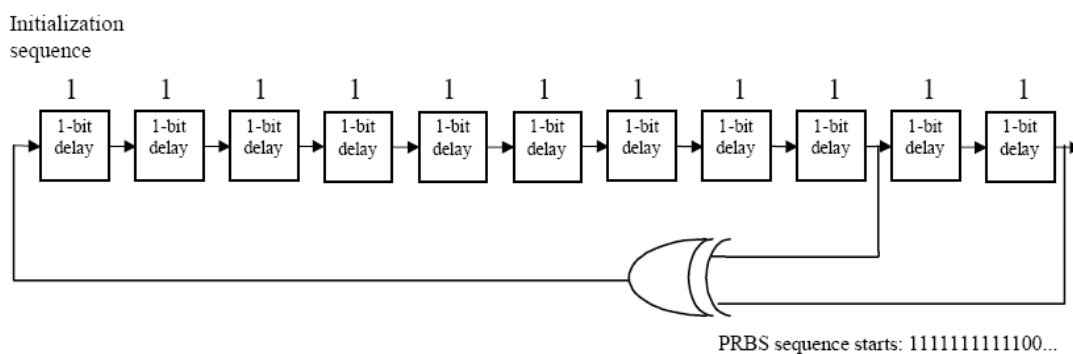 Initialization
sequence
1 1 1 1 1 1 1 1 1 1 1
1-bit delay 1-bit delay 1-bit delay 1-bit delay 1-bit delay 1-bit delay 1-bit delay 1-bit delay 1-bit delay 1-bit delay 1-bit delay
PRBS sequence starts: 1111111111100...